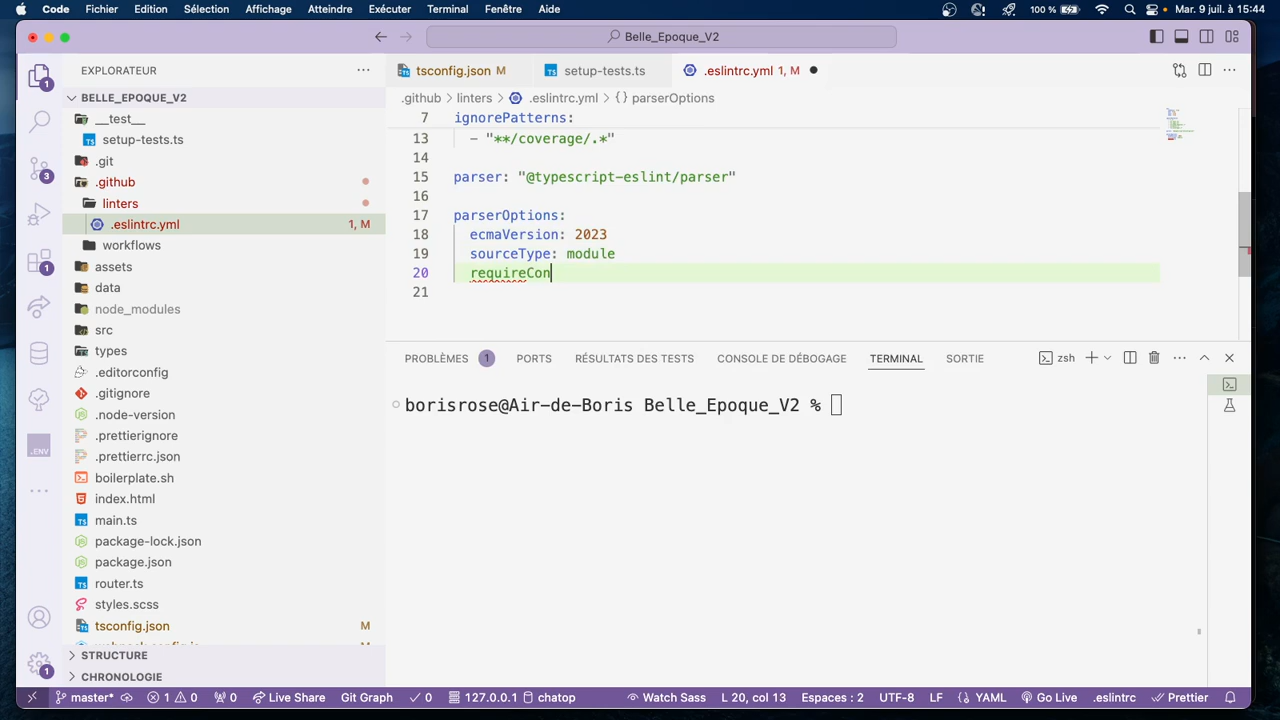 Code Fichier Édition Sélection Affichage Atteindre Exécuter Terminal Fenêtre Aide 100 % Mar. 9 juil. à 15:44
Belle_Epoque_V2
EXPLORATEUR
tsconfig.json M
setup-tests.ts
.eslintrc.yml 1, M
BELLE_EPOQUE_V2
.github > linters > .eslintrc.yml > {} parserOptions
__test__
setup-tests.ts
.git
.github
linters
.eslintrc.yml 1, M
workflows
assets
data
node_modules
src
types
.editorconfig
.gitignore
.node-version
.prettierignore
.prettierrc.json
boilerplate.sh
index.html
main.ts
package-lock.json
package.json
router.ts
styles.scss
tsconfig.json M
STRUCTURE
CHRONOLOGIE
1
3
1
.ENV
1
7 ignorePatterns:
13 - "**/coverage/.*"
14
15 parser: "@typescript-eslint/parser"
16
17 parserOptions:
18 ecmaVersion: 2023
19 sourceType: module
20 requireCon
21
PROBLÈMES 1 PORTS RÉSULTATS DES TESTS CONSOLE DE DÉBOGAGE TERMINAL SORTIE zsh
borisrose@Air-de-Boris Belle_Epoque_V2 %
master* 1 0 0 Live Share Git Graph 0 127.0.0.1 chatop Watch Sass L 20, col 13 Espaces : 2 UTF-8 LF YAML Go Live .eslintrc Prettier